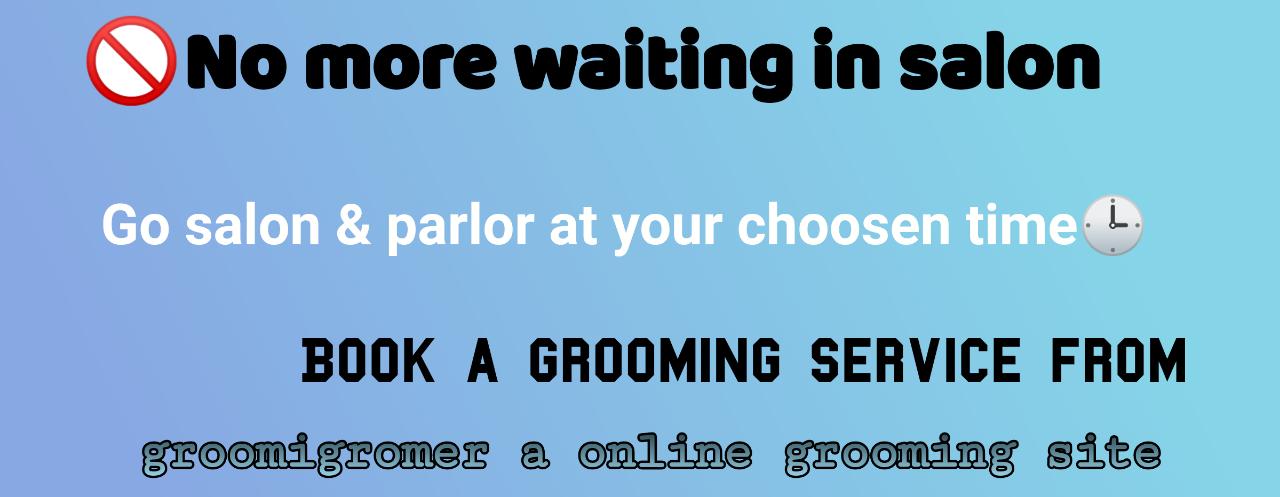 🚫No more waiting in salon
Go salon & parlor at your choosen time🕒
BOOK A GROOMING SERVICE FROM
groomigromer a online grooming site